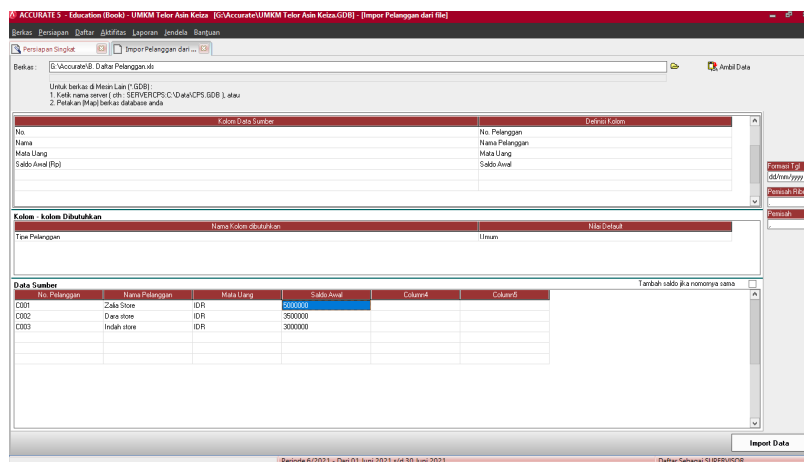 ACCURATE 5 - Education (Book) - UMKM Telor Asin Keiza [G:\Accurate\UMKM Telor Asin Keiza.GDB] - [Impor Pelanggan dari file]
Berkas Persiapan Daftar Aktifitas Laporan Jendela Bantuan
Persiapan Singkat Impor Pelanggan dari ...
Berkas : G:\Accurate\B. Daftar Pelanggan.xls Ambil Data
Untuk berkas di Mesin Lain (*.GDB) :
1. Ketik nama server ( cth : SERVERCPS:C:\Data\CPS.GDB ), atau
2. Petakan (Map) berkas database anda
Kolom Data Sumber Definisi Kolom
No. No. Pelanggan
Nama Nama Pelanggan
Mata Uang Mata Uang
Saldo Awal (Rp) Saldo Awal
Formasi Tgl
dd/mm/yyyy
Pemisah Ribu
Pemisah
Kolom - kolom Dibutuhkan
Nama Kolom dibutuhkan Nilai Default
Tipe Pelanggan Umum
Data Sumber Tambah saldo jika nomornya sama
No. Pelanggan Nama Pelanggan Mata Uang Saldo Awal Column4 Column5
C001 Zalia Store IDR 5000000
C002 Dara store IDR 3500000
C003 Indah store IDR 3000000
Import Data
Periode 6/2021 - Dari 01 Juni 2021 s/d 30 Juni 2021 Daftar Sebagai SUPERVISOR